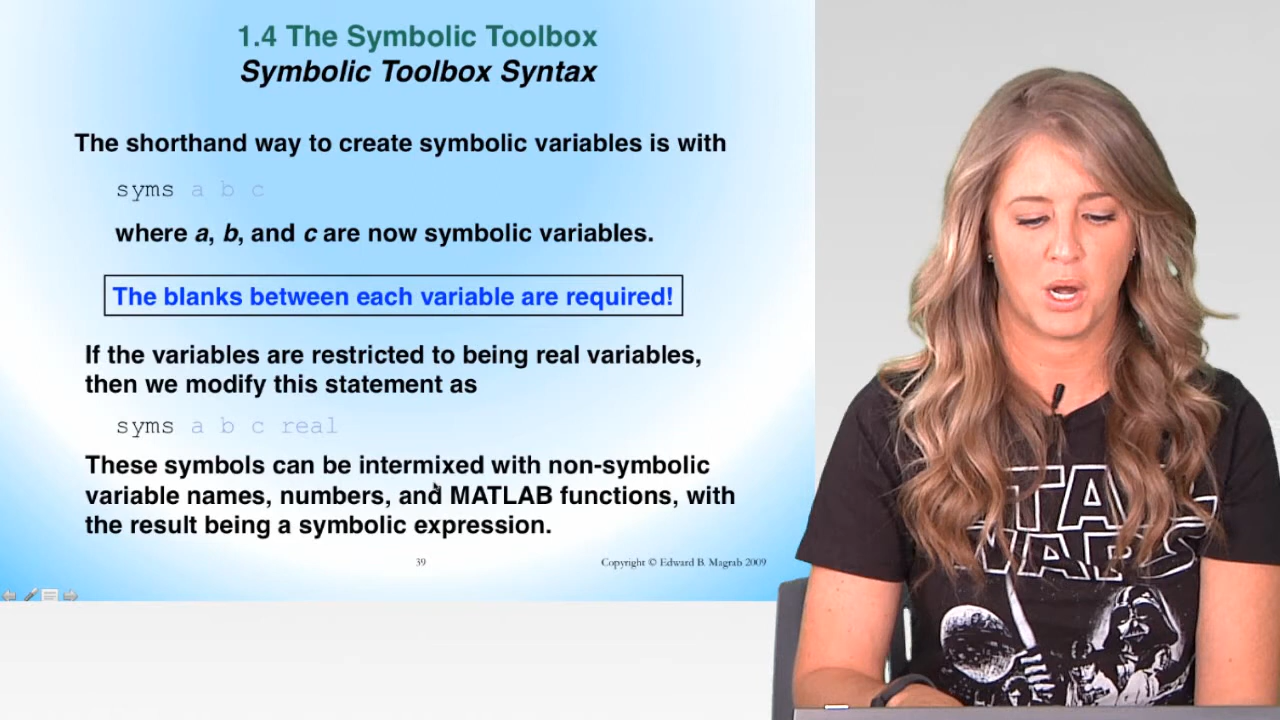 1.4 The Symbolic Toolbox
Symbolic Toolbox Syntax
The shorthand way to create symbolic variables is with
syms a b c
where a, b, and c are now symbolic variables.
The blanks between each variable are required!
If the variables are restricted to being real variables,
then we modify this statement as
syms a b c real
These symbols can be intermixed with non-symbolic
variable names, numbers, and MATLAB functions, with
the result being a symbolic expression.
39
Copyright © Edward B. Magrab 2009
STAR
WARS